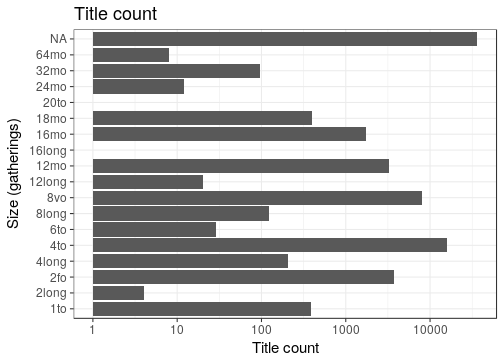 Title count
NA
64mo
32mo
24mo
20to
18mo
16mo
16long
12mo
12long
8vo
8long
6to
4to
4long
2fo
2long
1to
Size (gatherings)
1 10 100 1000 10000
Title count